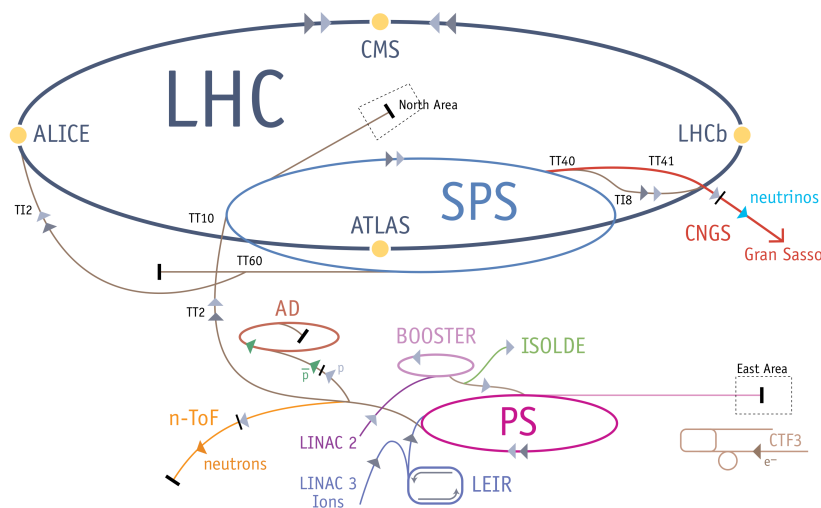 CMS
LHC
North Area
ALICE
LHCb
TT40
TT41
SPS
TI8
neutrinos
TI2
TT10
ATLAS
CNGS
Gran Sasso
TT60
TT2
AD
BOOSTER
ISOLDE
p
p
East Area
n-ToF
PS
LINAC 2
CTF3
neutrons
e-
LINAC 3
Ions
LEIR